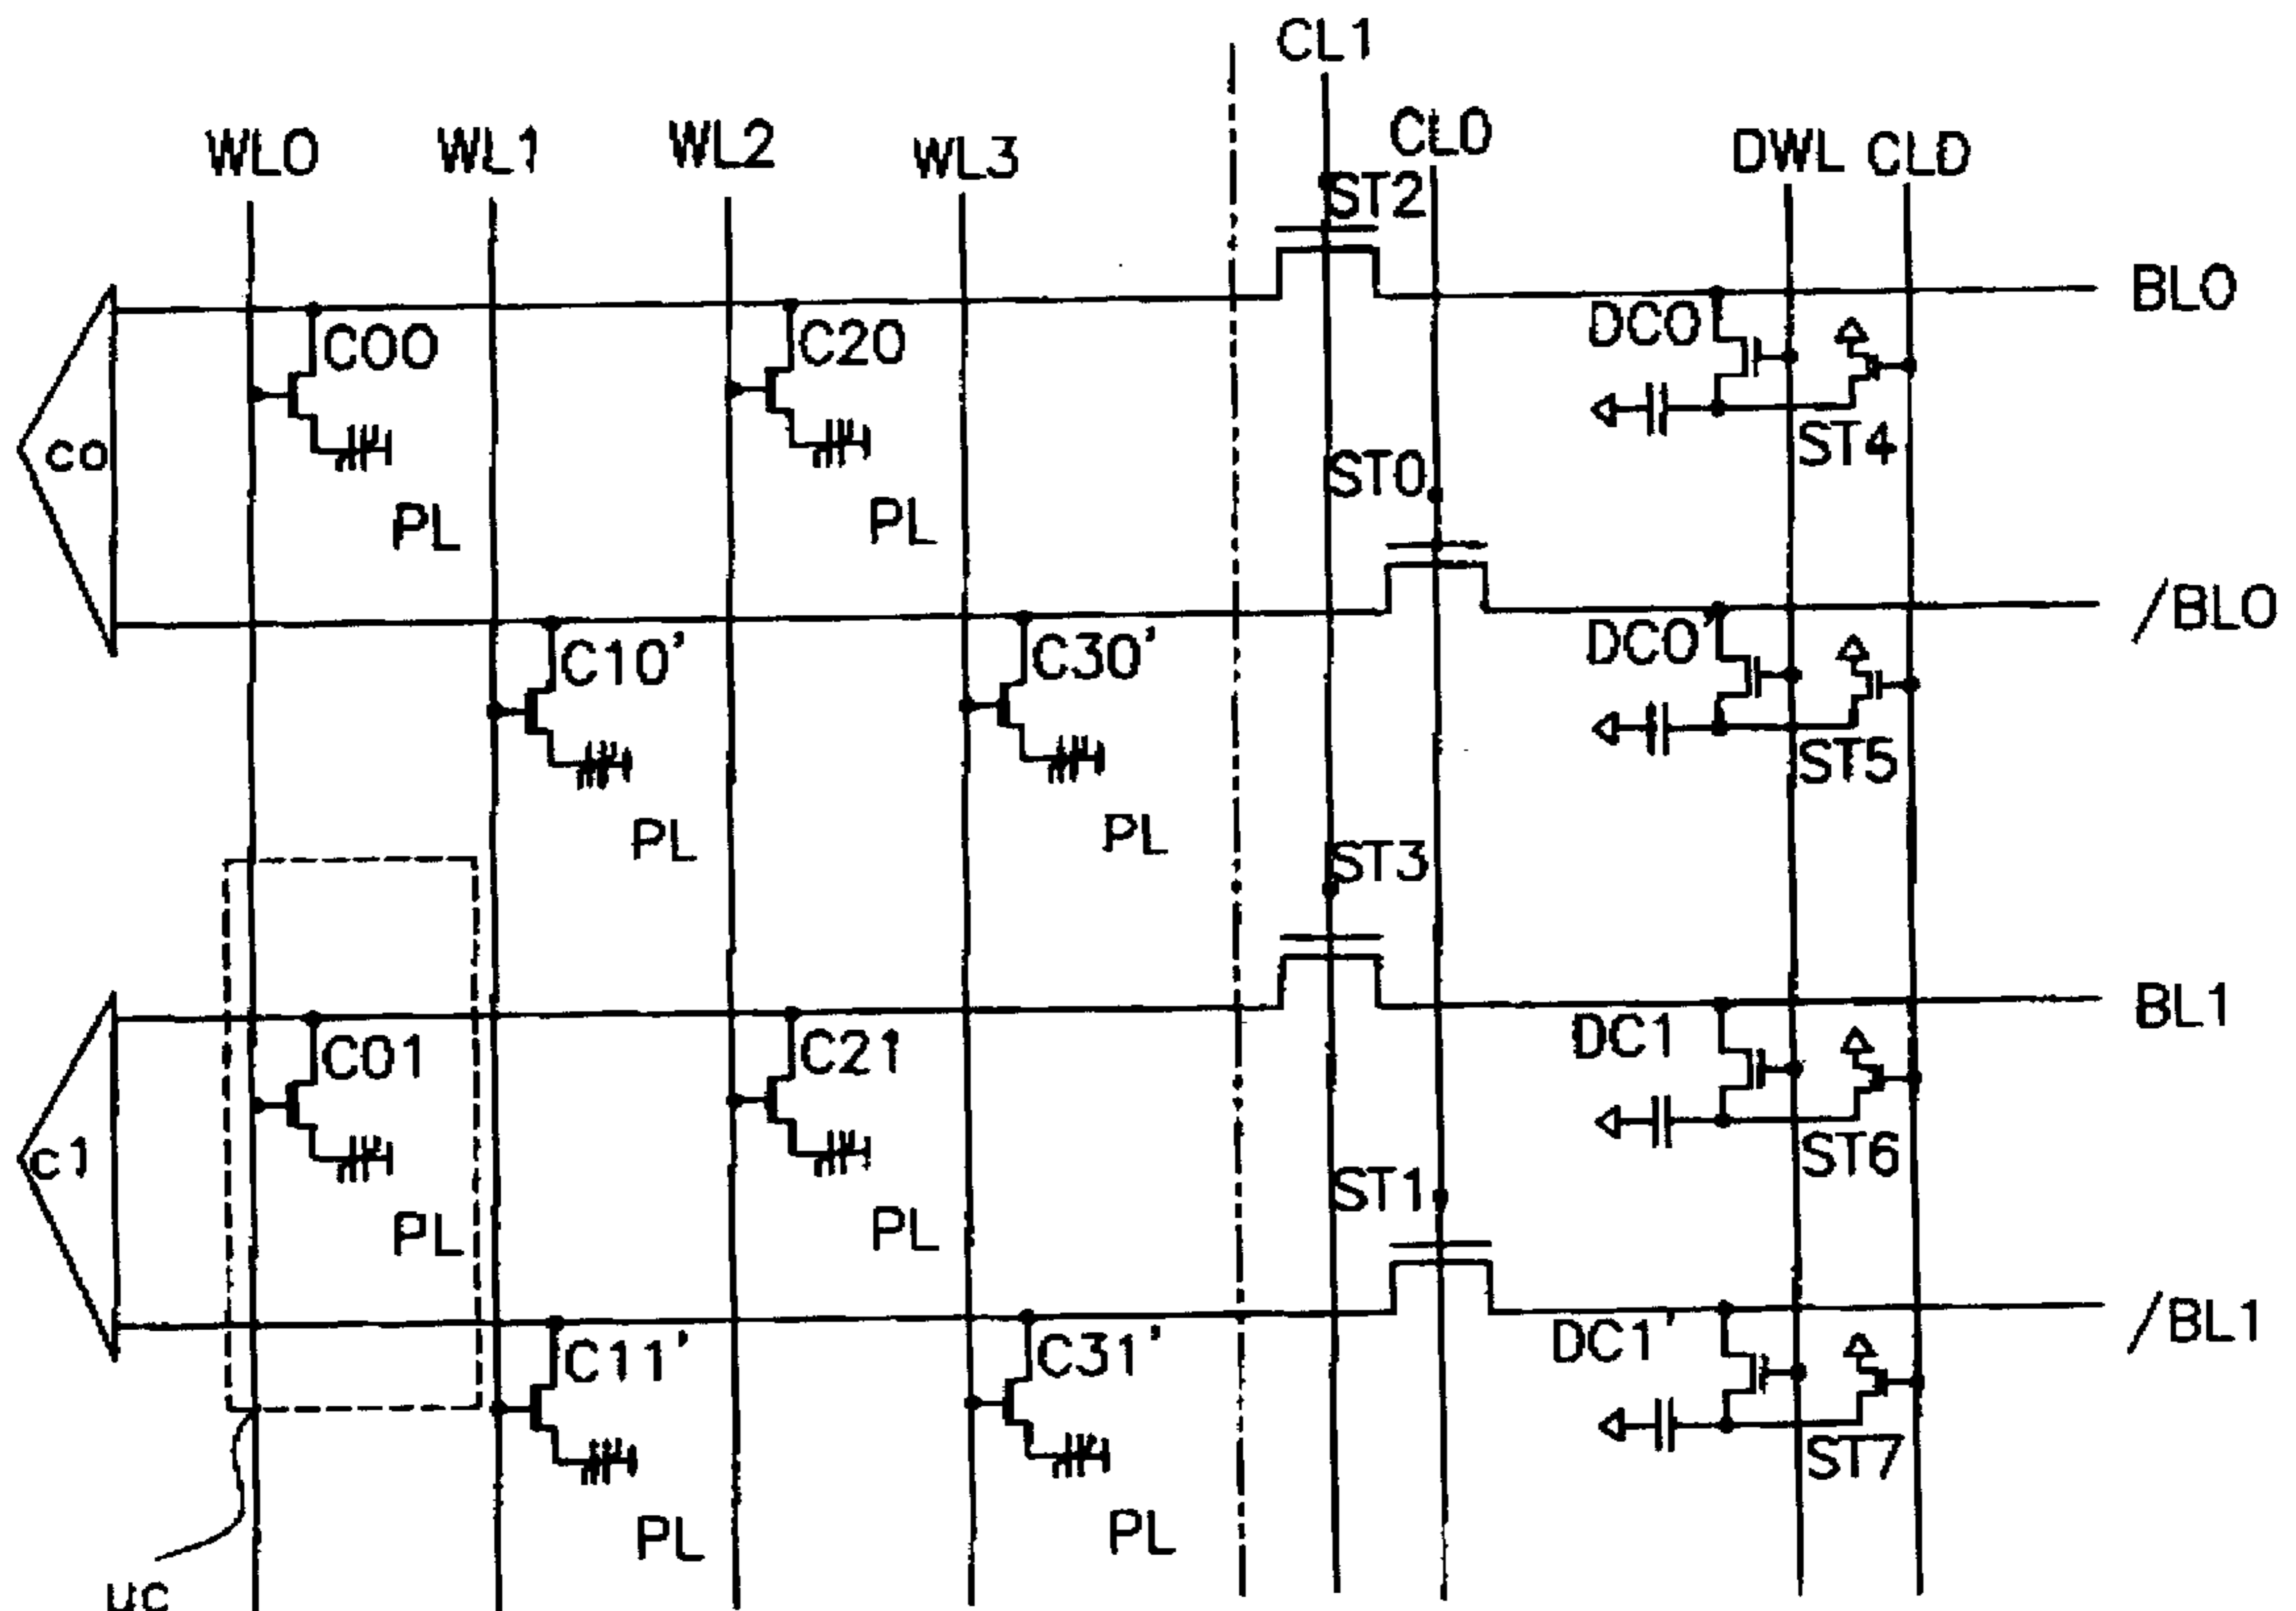 CL1
WL0 WL1 WL2 WL3 CL0 DWL CLD
ST2
BL0
C00 C20 DC0
co ST4
ST0
PL PL
/BL0
C10' C30' DC0'
ST5
PL PL
ST3
BL1
C01 C21 DC1
c1 ST6
ST1
PL PL
/BL1
C11' C31' DC1'
ST7
PL PL
μc